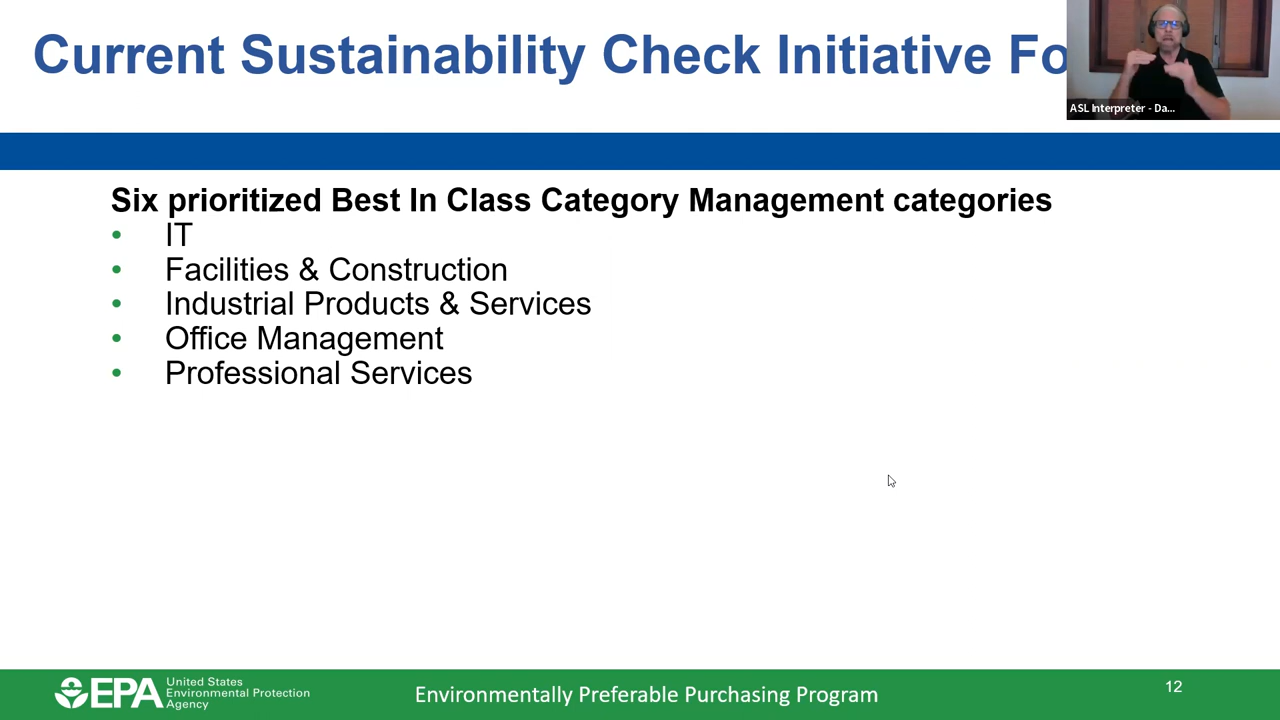 Current Sustainability Check Initiative Fo
ASL Interpreter - Da...
Six prioritized Best In Class Category Management categories
• IT
• Facilities & Construction
• Industrial Products & Services
• Office Management
• Professional Services
EPA
United States
Environmental Protection
Agency
Environmentally Preferable Purchasing Program
12